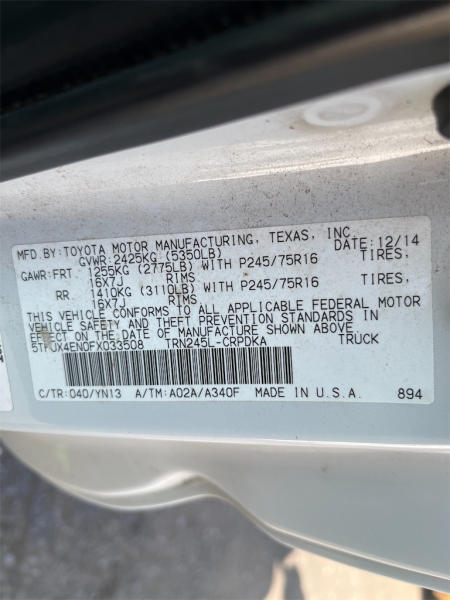 MFD.BY:TOYOTA MOTOR MANUFACTURING, TEXAS, INC.
GVWR:2425KG (5350LB) DATE:12/14
GAWR:FRT 1255KG (2775LB) WITH P245/75R16 TIRES,
16X7J RIMS
RR 1410KG (3110LB) WITH P245/75R16 TIRES,
16X7J RIMS
THIS VEHICLE CONFORMS TO ALL APPLICABLE FEDERAL MOTOR
VEHICLE SAFETY AND THEFT PREVENTION STANDARDS IN
EFFECT ON THE DATE OF MANUFACTURE SHOWN ABOVE
5TFUX4EN0FX033508 TRN245L-CRPDKA TRUCK
C/TR:040/YN13 A/TM:A02A/A340F MADE IN U.S.A. 894